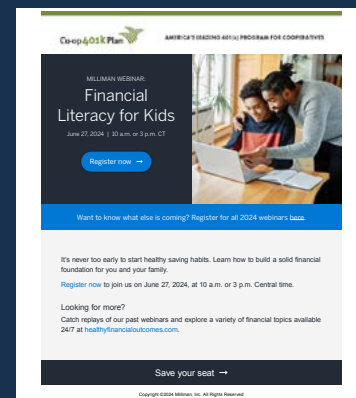 Co-op 401k Plan
AMERICA'S LEADING 401(k) PROGRAM FOR COOPERATIVES
MILLIMAN WEBINAR:
Financial
Literacy for Kids
June 27, 2024 | 10 a.m. or 3 p.m. CT
Register now →
Want to know what else is coming? Register for all 2024 webinars here.
It's never too early to start healthy saving habits. Learn how to build a solid financial
foundation for you and your family.
Register now to join us on June 27, 2024, at 10 a.m. or 3 p.m. Central time.
Looking for more?
Catch replays of our past webinars and explore a variety of financial topics available
24/7 at healthyfinancialoutcomes.com.
Save your seat →
Copyright ©2024 Milliman, Inc. All Rights Reserved